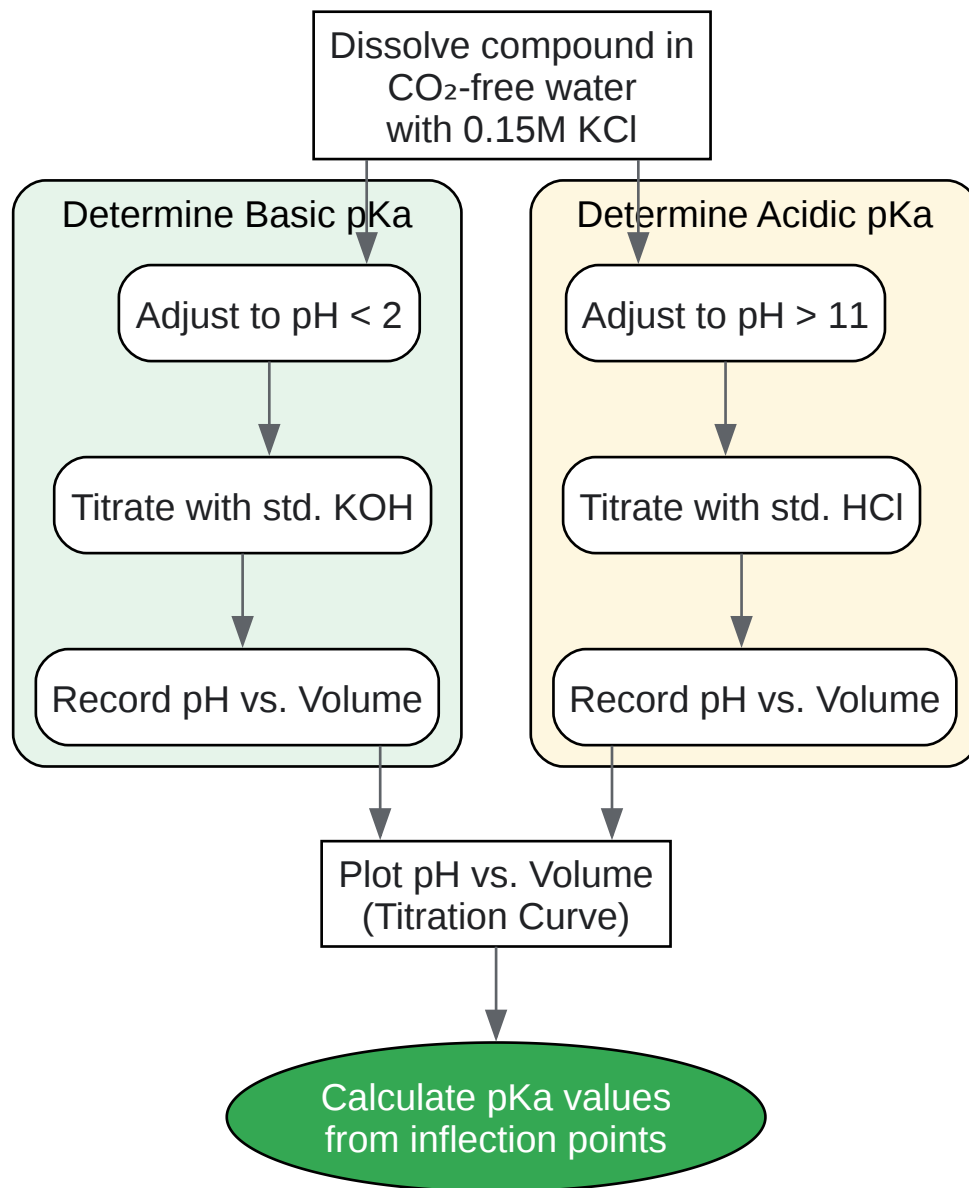 Dissolve compound in
CO₂-free water
with 0.15M KCl
Determine Basic pKa
Adjust to pH < 2
Titrate with std. KOH
Record pH vs. Volume
Determine Acidic pKa
Adjust to pH > 11
Titrate with std. HCl
Record pH vs. Volume
Plot pH vs. Volume
(Titration Curve)
Calculate pKa values
from inflection points